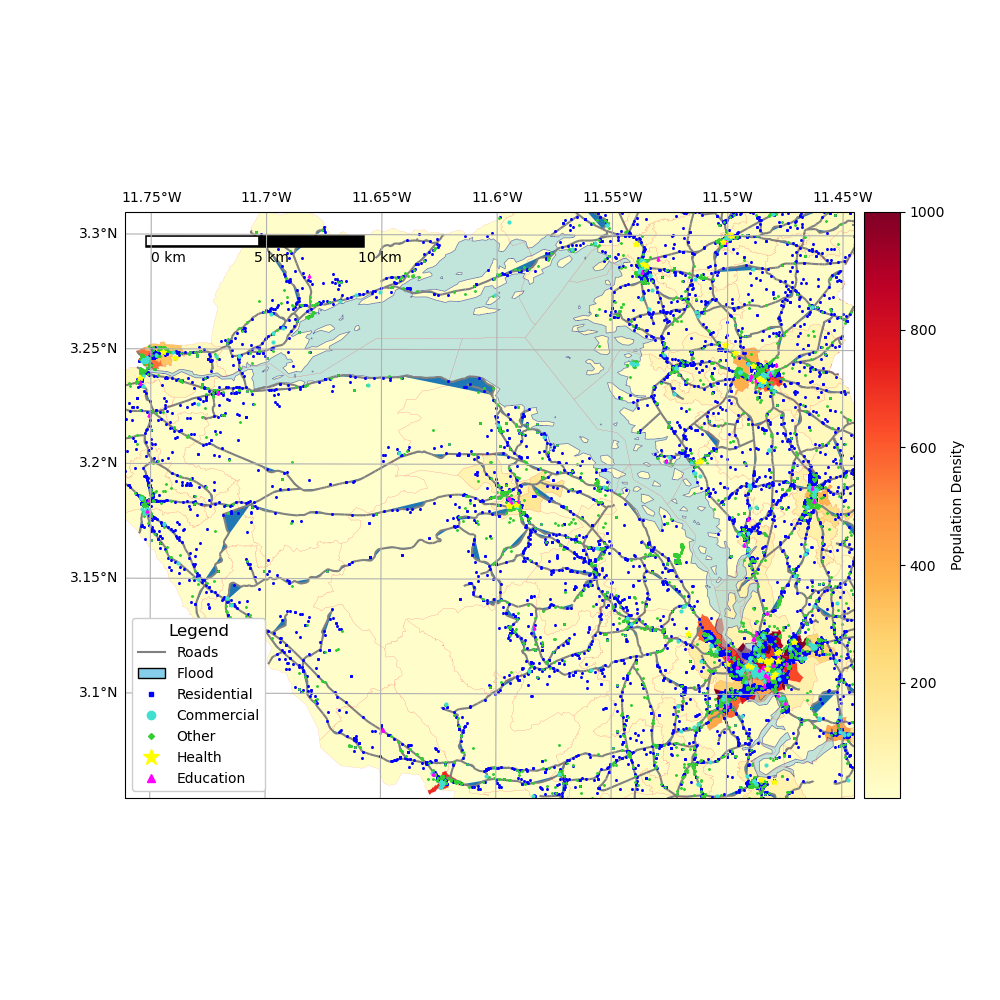 11.75°W 11.7°W 11.65°W 11.6°W 11.55°W 11.5°W 11.45°W
3.3°N
3.25°N
3.2°N
3.15°N
3.1°N
0 km 5 km 10 km
Legend
Roads
Flood
Residential
Commercial
Other
Health
Education
1000
800
600
400
200
Population Density